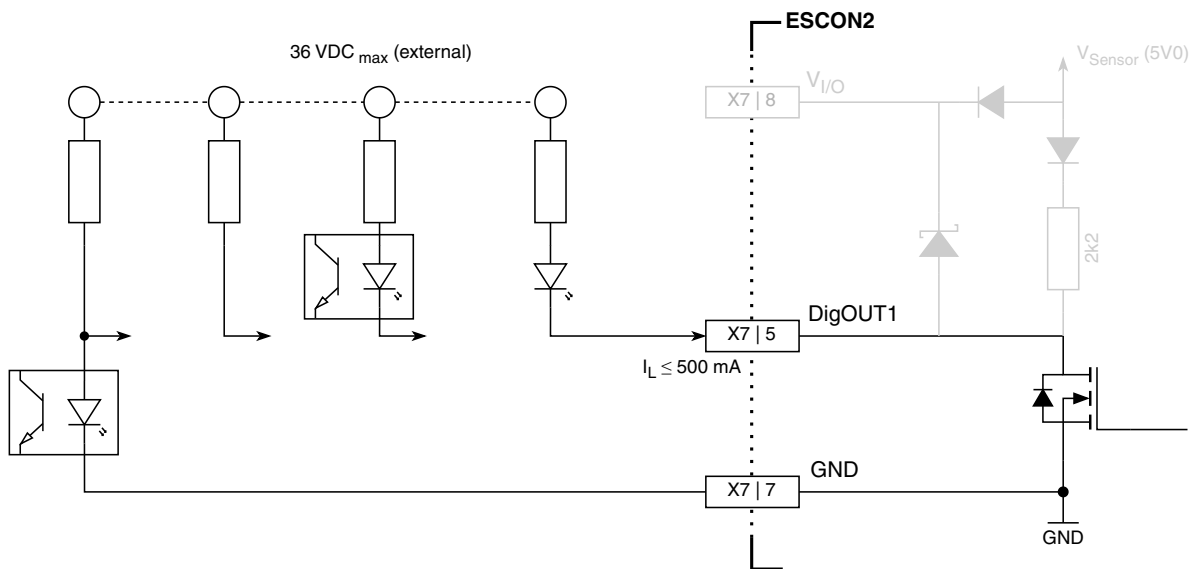 ESCON2
36 VDC max (external)
VSensor (5V0)
VI/O
X7 | 8
2k2
DigOUT1
X7 | 5
IL ≤ 500 mA
GND
X7 | 7
GND